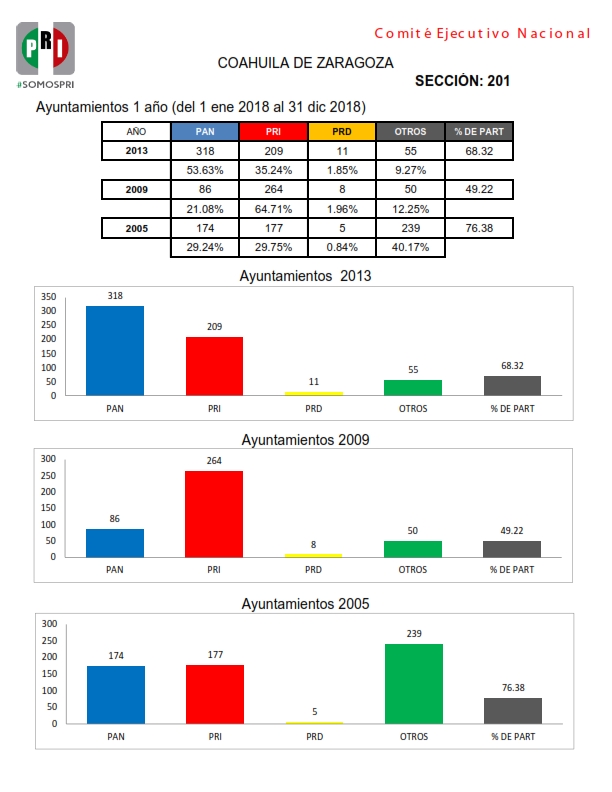 Comité Ejecutivo Nacional
PRI
#SOMOSPRI
COAHUILA DE ZARAGOZA
SECCIÓN: 201
Ayuntamientos 1 año (del 1 ene 2018 al 31 dic 2018)
AÑO PAN PRI PRD OTROS % DE PART
2013 318 209 11 55 68.32
53.63% 35.24% 1.85% 9.27%
2009 86 264 8 50 49.22
21.08% 64.71% 1.96% 12.25%
2005 174 177 5 239 76.38
29.24% 29.75% 0.84% 40.17%
Ayuntamientos 2013
350
300
250
200
150
100
50
0
318
209
11
55
68.32
PAN PRI PRD OTROS % DE PART
Ayuntamientos 2009
300
250
200
150
100
50
0
86
264
8
50
49.22
PAN PRI PRD OTROS % DE PART
Ayuntamientos 2005
300
250
200
150
100
50
0
174
177
5
239
76.38
PAN PRI PRD OTROS % DE PART